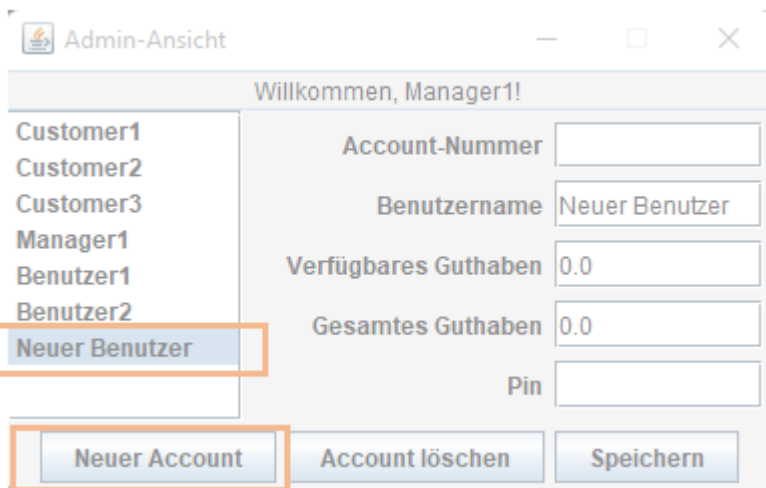 Admin-Ansicht
Willkommen, Manager1!
Customer1
Customer2
Customer3
Manager1
Benutzer1
Benutzer2
Neuer Benutzer
Account-Nummer
Benutzername Neuer Benutzer
Verfügbares Guthaben 0.0
Gesamtes Guthaben 0.0
Pin
Neuer Account Account löschen Speichern